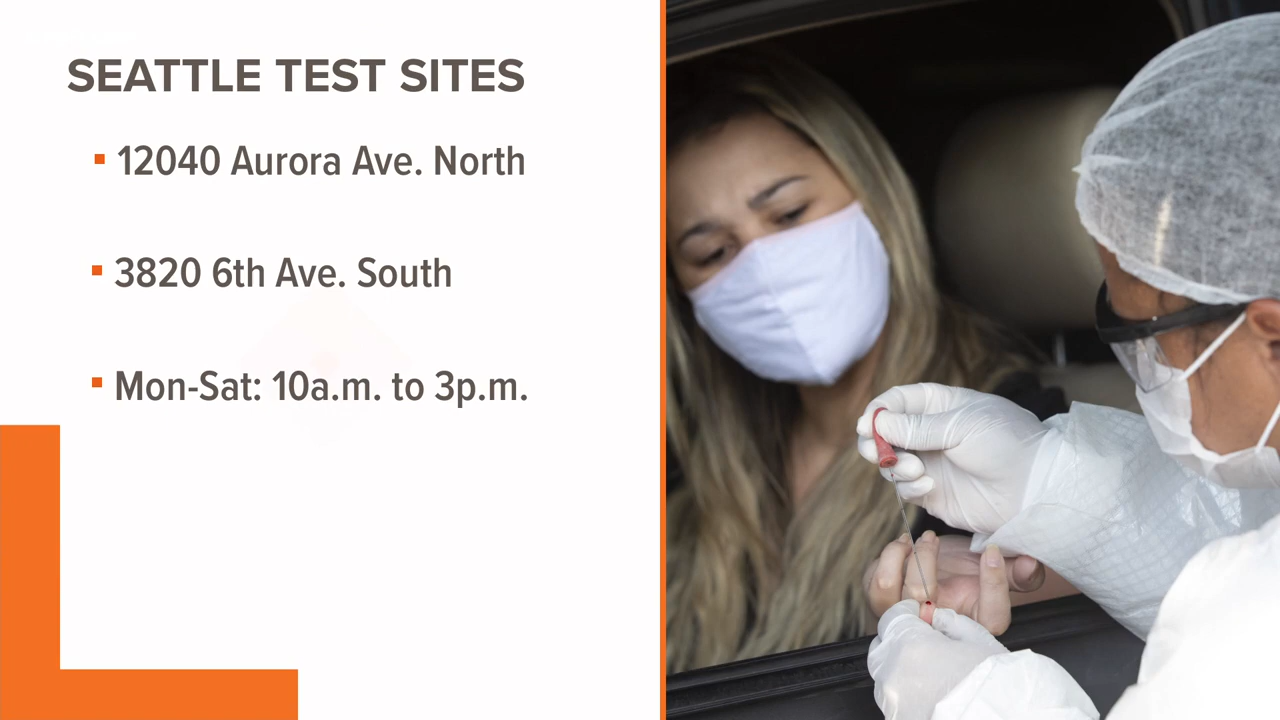 SEATTLE TEST SITES
12040 Aurora Ave. North
3820 6th Ave. South
Mon-Sat: 10a.m. to 3p.m.